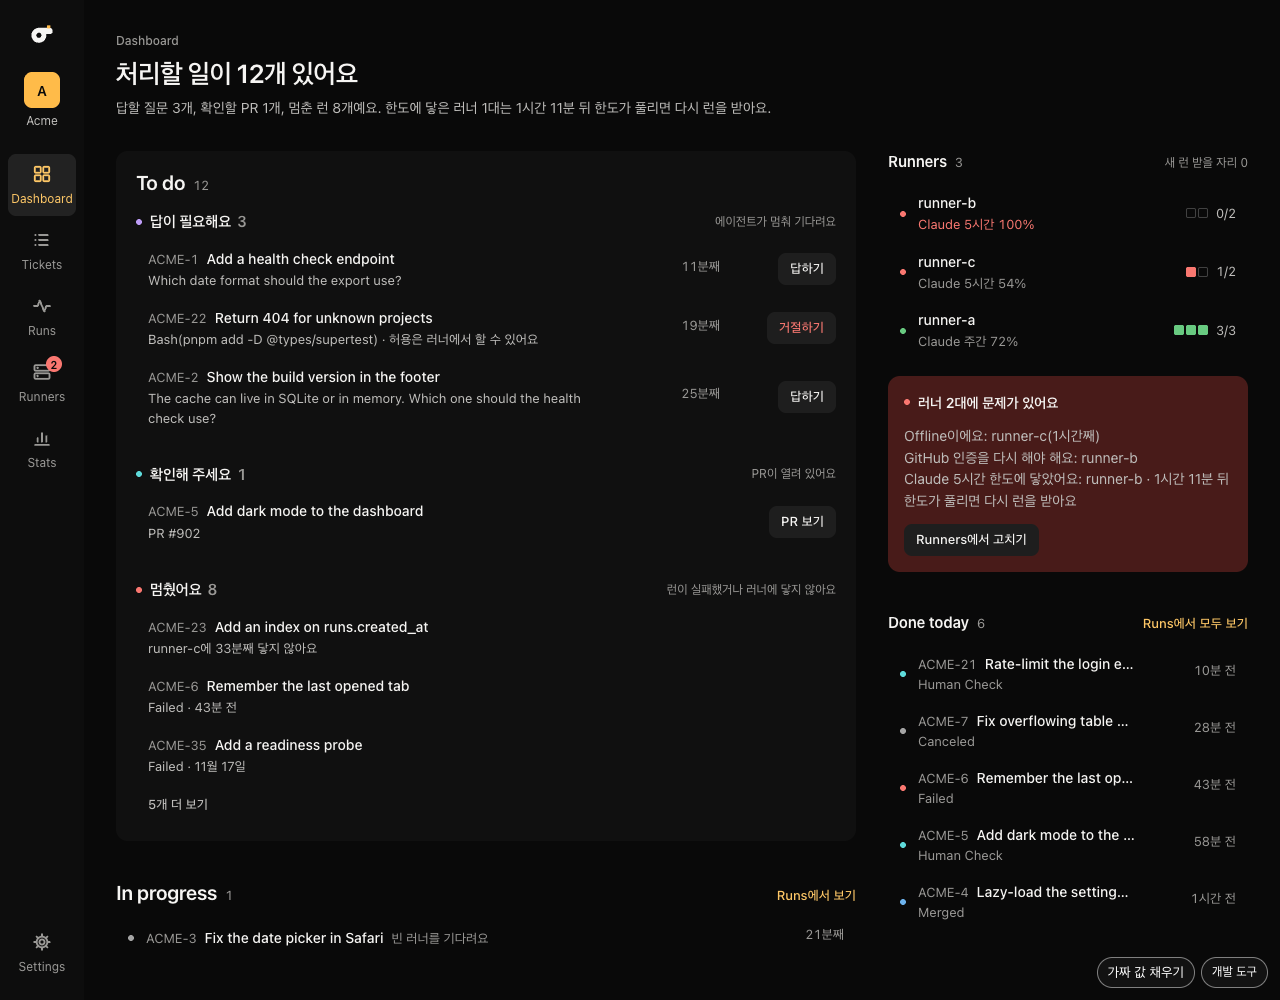 A
Acme
Dashboard
Tickets
Runs
2
Runners
Stats
Settings
Dashboard
처리할 일이 12개 있어요
답할 질문 3개, 확인할 PR 1개, 멈춘 런 8개예요. 한도에 닿은 러너 1대는 1시간 11분 뒤 한도가 풀리면 다시 런을 받아요.
To do 12
답이 필요해요 3 에이전트가 멈춰 기다려요
ACME-1 Add a health check endpoint 11분째 답하기
Which date format should the export use?
ACME-22 Return 404 for unknown projects 19분째 거절하기
Bash(pnpm add -D @types/supertest) · 허용은 러너에서 할 수 있어요
ACME-2 Show the build version in the footer 25분째 답하기
The cache can live in SQLite or in memory. Which one should the health
check use?
확인해 주세요 1 PR이 열려 있어요
ACME-5 Add dark mode to the dashboard PR 보기
PR #902
멈췄어요 8 런이 실패했거나 러너에 닿지 않아요
ACME-23 Add an index on runs.created_at
runner-c에 33분째 닿지 않아요
ACME-6 Remember the last opened tab
Failed · 43분 전
ACME-35 Add a readiness probe
Failed · 11월 17일
5개 더 보기
In progress 1 Runs에서 보기
ACME-3 Fix the date picker in Safari 빈 러너를 기다려요 21분째
Runners 3 새 런 받을 자리 0
runner-b 0/2
Claude 5시간 100%
runner-c 1/2
Claude 5시간 54%
runner-a 3/3
Claude 주간 72%
러너 2대에 문제가 있어요
Offline이에요: runner-c(1시간째)
GitHub 인증을 다시 해야 해요: runner-b
Claude 5시간 한도에 닿았어요: runner-b · 1시간 11분 뒤
한도가 풀리면 다시 런을 받아요
Runners에서 고치기
Done today 6 Runs에서 모두 보기
ACME-21 Rate-limit the login e... 10분 전
Human Check
ACME-7 Fix overflowing table ... 28분 전
Canceled
ACME-6 Remember the last op... 43분 전
Failed
ACME-5 Add dark mode to the ... 58분 전
Human Check
ACME-4 Lazy-load the setting... 1시간 전
Merged
가짜 값 채우기 개발 도구